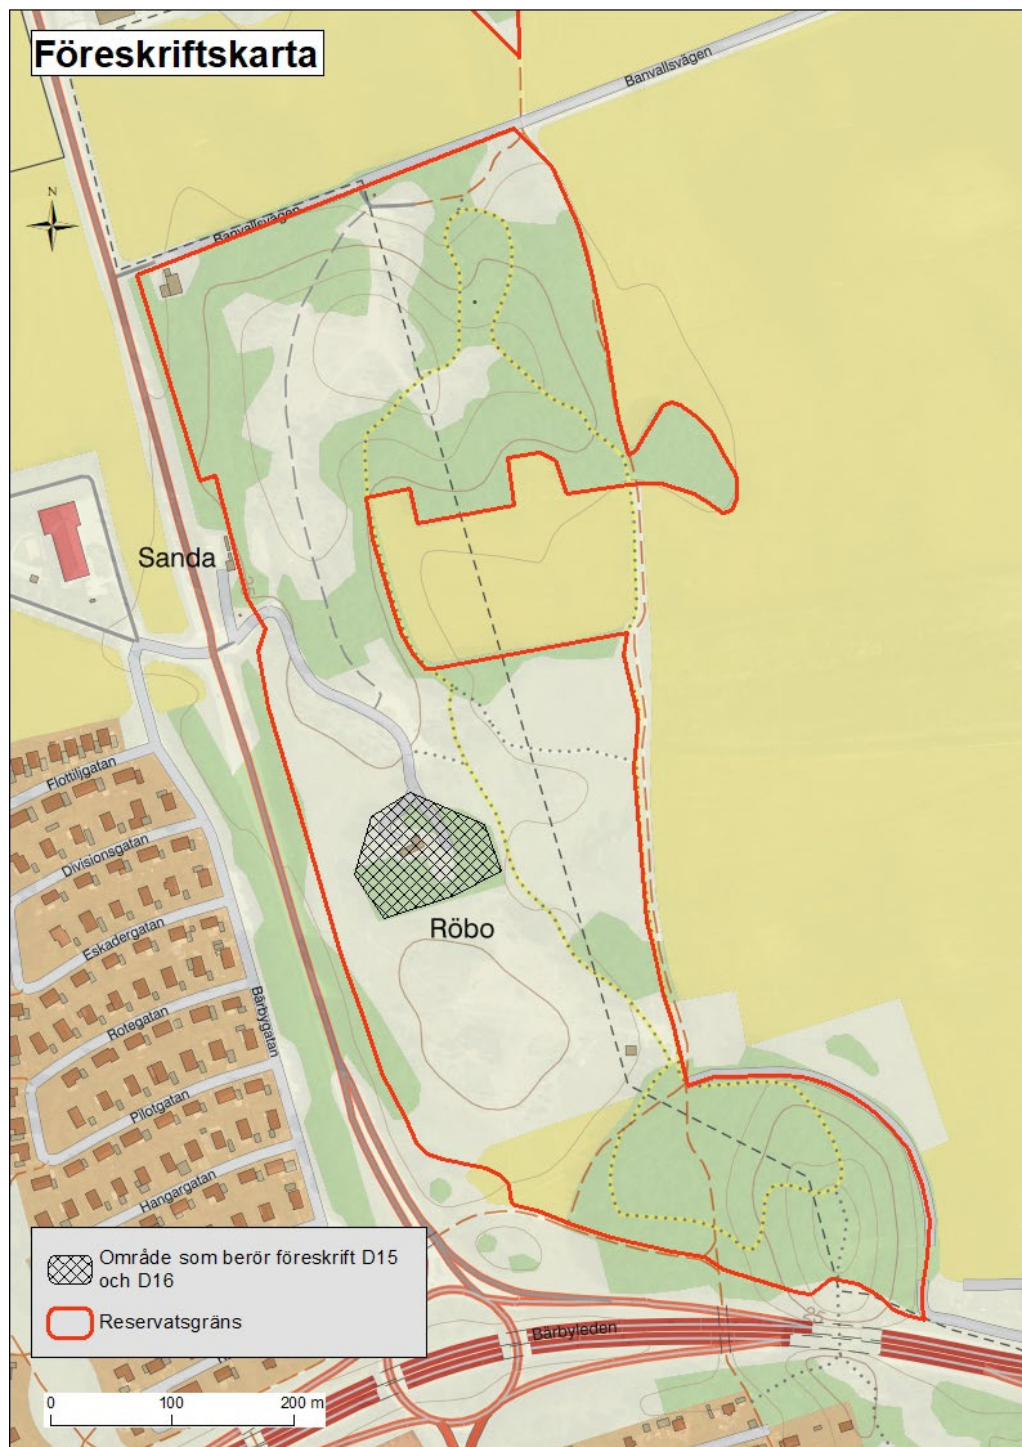 Föreskriftskarta
Banvallsvägen
N
Banvallsvägen
Sanda
25
Flottiljgatan
Divisionsgatan
Röbo
Eskadergatan
Bärbygatan
Rotegatan
Pilotgatan
Hangargatan
Område som berör föreskrift D15
och D16
Reservatsgräns
Bärbyleden
0 100 200 m